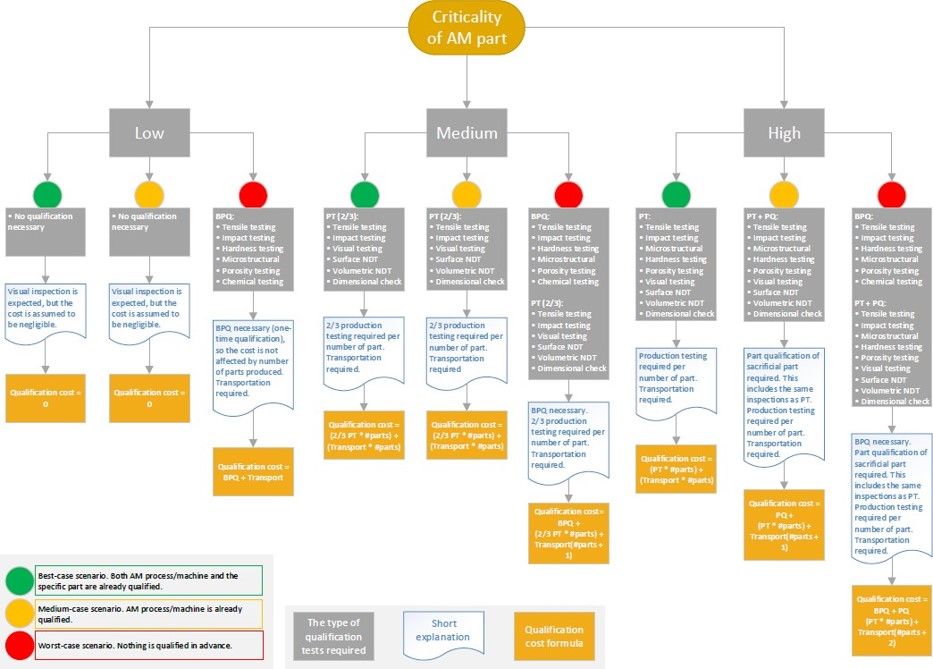 Criticality
of AM part
Low
Medium
High
• No qualification
necessary
Visual inspection is
expected, but the
cost is assumed to
be negligible.
Qualification cost =
0
• No qualification
necessary
Visual inspection is
expected, but the
cost is assumed to
be negligible.
Qualification cost =
0
BPQ:
• Tensile testing
• Impact testing
• Hardness testing
• Microstructural
• Porosity testing
• Chemical testing
BPQ necessary (one-
time qualification),
so the cost is not
affected by number
of parts produced.
Transportation
required.
Qualification cost =
BPQ + Transport
PT (2/3):
• Tensile testing
• Impact testing
• Visual testing
• Surface NDT
• Volumetric NDT
• Dimensional check
2/3 production
testing required per
number of part.
Transportation
required.
Qualification cost =
(2/3 PT * #parts) +
(Transport * #parts)
PT (2/3):
• Tensile testing
• Impact testing
• Visual testing
• Surface NDT
• Volumetric NDT
• Dimensional check
2/3 production
testing required per
number of part.
Transportation
required
Qualification cost =
(2/3 PT * #parts) +
(Transport * #parts)
BPQ:
• Tensile testing
• Impact testing
• Hardness testing
• Microstructural
• Porosity testing
• Chemical testing
PT (2/3):
• Tensile testing
• Impact testing
• Visual testing
• Surface NDT
• Volumetric NDT
• Dimensional check
BPQ necessary.
2/3 production
testing required per
number of part.
Transportation
required.
Qualification cost=
BPQ +
(2/3 PT * #parts) +
Transport(#parts +
1)
PT:
• Tensile testing
• Impact testing
• Microstructural
• Hardness testing
• Porosity testing
• Visual testing
• Surface NDT
• Volumetric NDT
• Dimensional check
Production testing
required per
number of part.
Transportation
required.
Qualification cost =
(PT * #parts) +
(Transport * #parts)
PT + PQ:
• Tensile testing
• Impact testing
• Microstructural
• Hardness testing
• Porosity testing
• Visual testing
• Surface NDT
• Volumetric NDT
• Dimensional check
Part qualification of
sacrificial part
required. This
includes the same
inspections as PT.
Production testing
required per
number of part.
Transportation
required.
Qualification cost =
PQ +
(PT * #parts) +
Transport(#parts +
1)
BPQ:
• Tensile testing
• Impact testing
• Hardness testing
• Microstructural
• Porosity testing
• Chemical testing
PT + PQ:
• Tensile testing
• Impact testing
• Microstructural
• Hardness testing
• Porosity testing
• Visual testing
• Surface NDT
• Volumetric NDT
• Dimensional check
BPQ necessary.
Part qualification of
sacrificial part
required. This
includes the same
inspections as PT.
Production testing
required per
number of part.
Transportation
required.
Qualification cost =
BPQ + PQ
(PT * #parts) +
Transport(#parts +
2)
Best-case scenario. Both AM process/machine and the
specific part are already qualified.
Medium-case scenario. AM process/machine is already
qualified.
Worst-case scenario. Nothing is qualified in advance.
The type of
qualification
tests required
Short
explanation
Qualification
cost formula